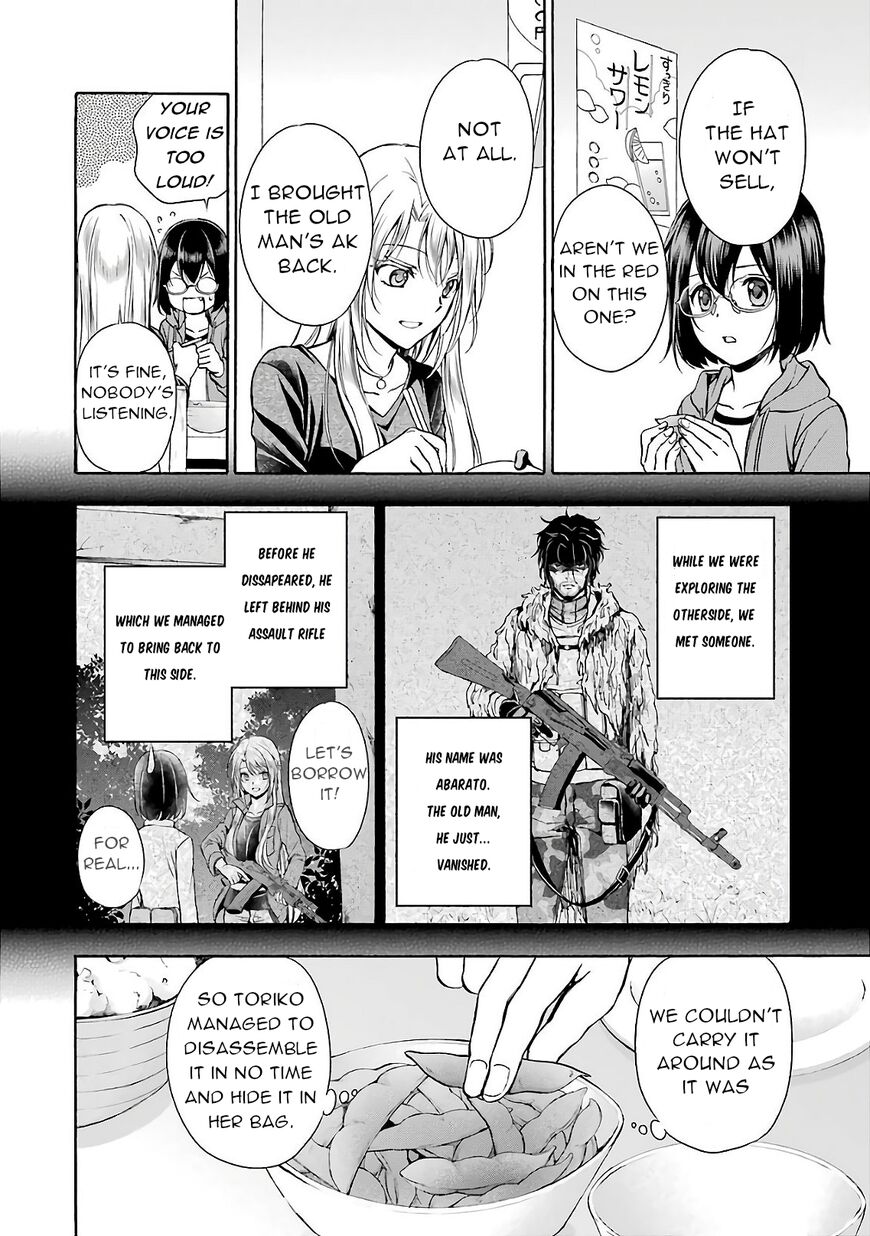 IF
THE HAT
WON'T
SELL,
AREN'T WE
IN THE RED
ON THIS
ONE?
すっきり
レモン
サワー
NOT
AT ALL.
I BROUGHT
THE OLD
MAN'S AK
BACK.
YOUR
VOICE IS
TOO
LOUD!
IT'S FINE,
NOBODY'S
LISTENING.
WHILE WE WERE
EXPLORING THE
OTHERSIDE, WE
MET SOMEONE.
HIS NAME WAS
ABARATO.
THE OLD MAN,
HE JUST...
VANISHED.
BEFORE HE
DISSAPEARED, HE
LEFT BEHIND HIS
ASSAULT RIFLE
WHICH WE MANAGED
TO BRING BACK TO
THIS SIDE.
LET'S
BORROW
IT!
FOR
REAL...
WE COULDN'T
CARRY IT
AROUND AS
IT WAS
SO TORIKO
MANAGED TO
DISASSEMBLE
IT IN NO TIME
AND HIDE IT IN
HER BAG.